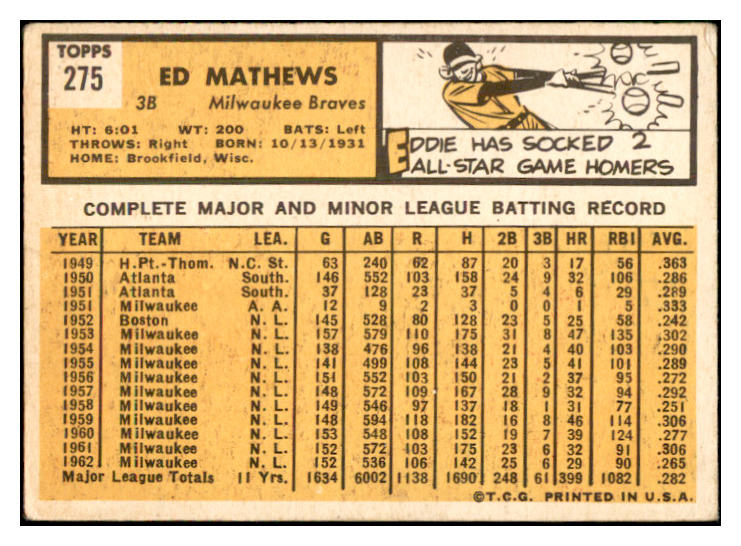 TOPPS
275
ED MATHEWS
3B Milwaukee Braves
HT: 6:01 WT: 200 BATS: Left
THROWS: Right BORN: 10/13/1931
HOME: Brookfield, Wisc.
EDDIE HAS SOCKED 2
ALL-STAR GAME HOMERS
COMPLETE MAJOR AND MINOR LEAGUE BATTING RECORD
YEAR TEAM LEA. G AB R H 2B 3B HR RBI AVG.
1949 H.Pt.-Thom. N.C. St. 63 240 62 87 20 3 17 56 .363
1950 Atlanta South. 146 552 103 158 24 9 32 106 .286
1951 Atlanta South. 37 128 23 37 5 4 6 29 .289
1951 Milwaukee A. A. 12 9 2 3 0 0 1 5 .333
1952 Boston N. L. 145 528 80 128 23 5 25 58 .242
1953 Milwaukee N. L. 157 579 110 175 31 8 47 135 .302
1954 Milwaukee N. L. 138 476 96 138 21 4 40 103 .290
1955 Milwaukee N. L. 141 499 108 144 23 5 41 101 .289
1956 Milwaukee N. L. 151 552 103 150 21 2 37 95 .272
1957 Milwaukee N. L. 148 572 109 167 28 9 32 94 .292
1958 Milwaukee N. L. 149 546 97 137 18 1 31 77 .251
1959 Milwaukee N. L. 148 594 118 182 16 8 46 114 .306
1960 Milwaukee N. L. 153 548 108 152 19 7 39 124 .277
1961 Milwaukee N. L. 152 572 103 175 23 6 32 91 .306
1962 Milwaukee N. L. 152 536 106 142 25 6 29 90 .265
Major League Totals 11 Yrs. 1634 6002 1138 1690 248 61 399 1082 .282
©T.C.G. PRINTED IN U.S.A.